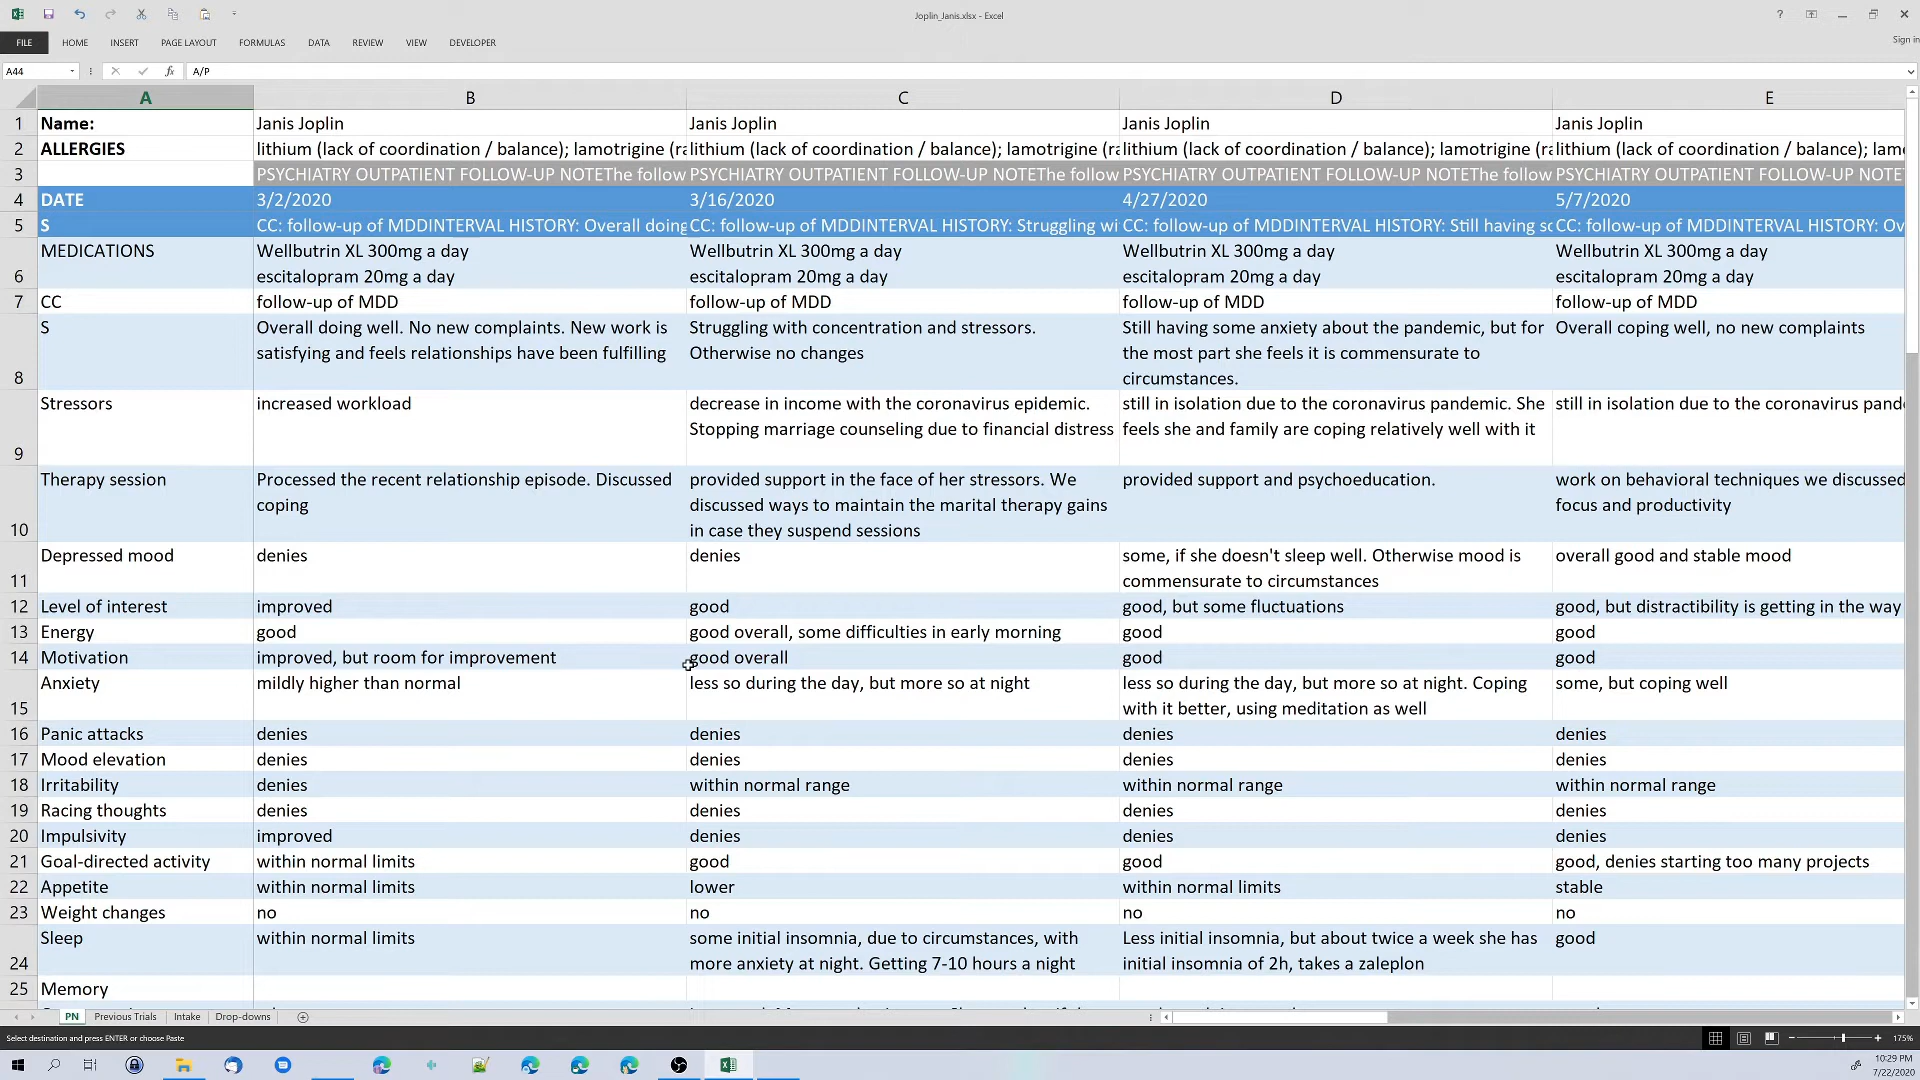 Joplin_Janis.xlsx - Excel
FILE HOME INSERT PAGE LAYOUT FORMULAS DATA REVIEW VIEW DEVELOPER Sign in
A44 A/P
A B C D E
1 Name: Janis Joplin Janis Joplin Janis Joplin Janis Joplin
2 ALLERGIES lithium (lack of coordination / balance); lamotrigine (ra lithium (lack of coordination / balance); lamotrigine (ra lithium (lack of coordination / balance); lamotrigine (ra lithium (lack of coordination / balance); lam
3 PSYCHIATRY OUTPATIENT FOLLOW-UP NOTEThe follow PSYCHIATRY OUTPATIENT FOLLOW-UP NOTEThe follow PSYCHIATRY OUTPATIENT FOLLOW-UP NOTEThe follow PSYCHIATRY OUTPATIENT FOLLOW-UP NOTE
4 DATE 3/2/2020 3/16/2020 4/27/2020 5/7/2020
5 S CC: follow-up of MDDINTERVAL HISTORY: Overall doing CC: follow-up of MDDINTERVAL HISTORY: Struggling wi CC: follow-up of MDDINTERVAL HISTORY: Still having so CC: follow-up of MDDINTERVAL HISTORY: Ov
MEDICATIONS Wellbutrin XL 300mg a day Wellbutrin XL 300mg a day Wellbutrin XL 300mg a day Wellbutrin XL 300mg a day
6 escitalopram 20mg a day escitalopram 20mg a day escitalopram 20mg a day escitalopram 20mg a day
7 CC follow-up of MDD follow-up of MDD follow-up of MDD follow-up of MDD
S Overall doing well. No new complaints. New work is Struggling with concentration and stressors. Still having some anxiety about the pandemic, but for Overall coping well, no new complaints
satisfying and feels relationships have been fulfilling Otherwise no changes the most part she feels it is commensurate to
8 circumstances.
Stressors increased workload decrease in income with the coronavirus epidemic. still in isolation due to the coronavirus pandemic. She still in isolation due to the coronavirus pand
Stopping marriage counseling due to financial distress feels she and family are coping relatively well with it
9
Therapy session Processed the recent relationship episode. Discussed provided support in the face of her stressors. We provided support and psychoeducation. work on behavioral techniques we discussed
coping discussed ways to maintain the marital therapy gains focus and productivity
10 in case they suspend sessions
Depressed mood denies denies some, if she doesn't sleep well. Otherwise mood is overall good and stable mood
11 commensurate to circumstances
12 Level of interest improved good good, but some fluctuations good, but distractibility is getting in the way
13 Energy good good overall, some difficulties in early morning good good
14 Motivation improved, but room for improvement good overall good good
Anxiety mildly higher than normal less so during the day, but more so at night less so during the day, but more so at night. Coping some, but coping well
15 with it better, using meditation as well
16 Panic attacks denies denies denies denies
17 Mood elevation denies denies denies denies
18 Irritability denies within normal range within normal range within normal range
19 Racing thoughts denies denies denies denies
20 Impulsivity improved denies denies denies
21 Goal-directed activity within normal limits good good good, denies starting too many projects
22 Appetite within normal limits lower within normal limits stable
23 Weight changes no no no no
Sleep within normal limits some initial insomnia, due to circumstances, with Less initial insomnia, but about twice a week she has good
24 more anxiety at night. Getting 7-10 hours a night initial insomnia of 2h, takes a zaleplon
25 Memory
PN Previous Trials Intake Drop-downs
Select destination and press ENTER or choose Paste 175%
10:29 PM
7/22/2020